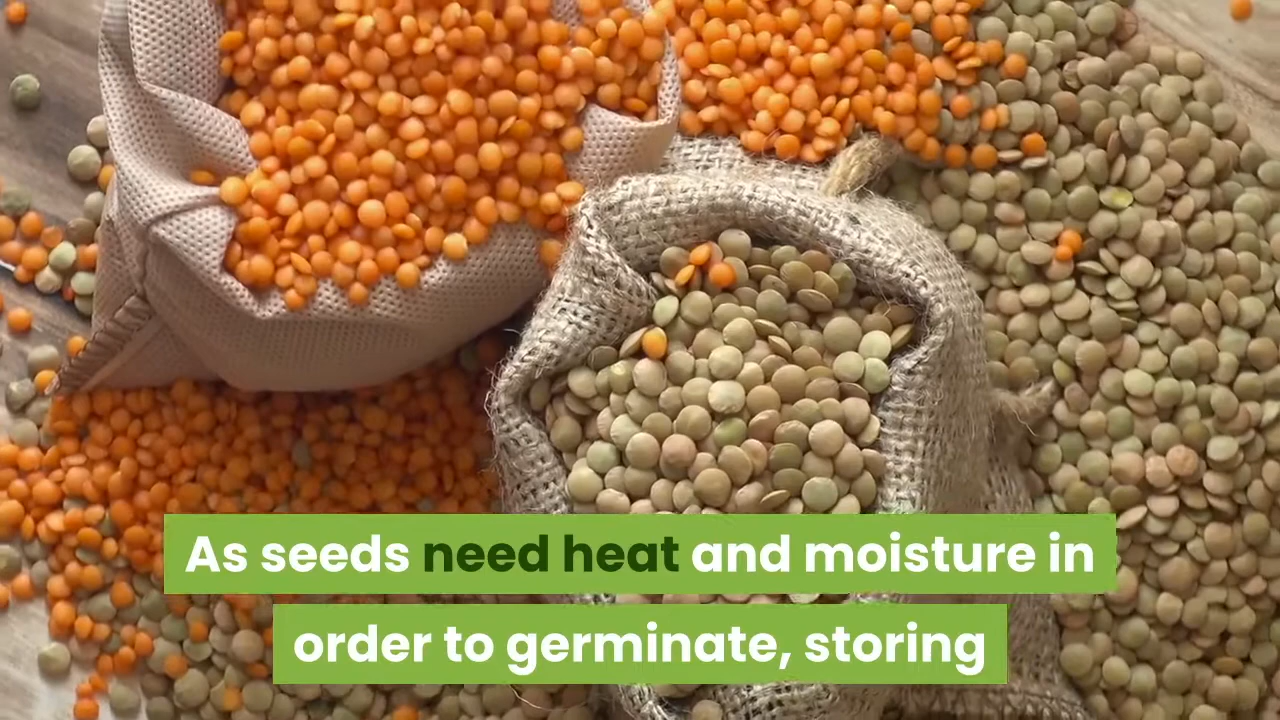 As seeds need heat and moisture in
order to germinate, storing